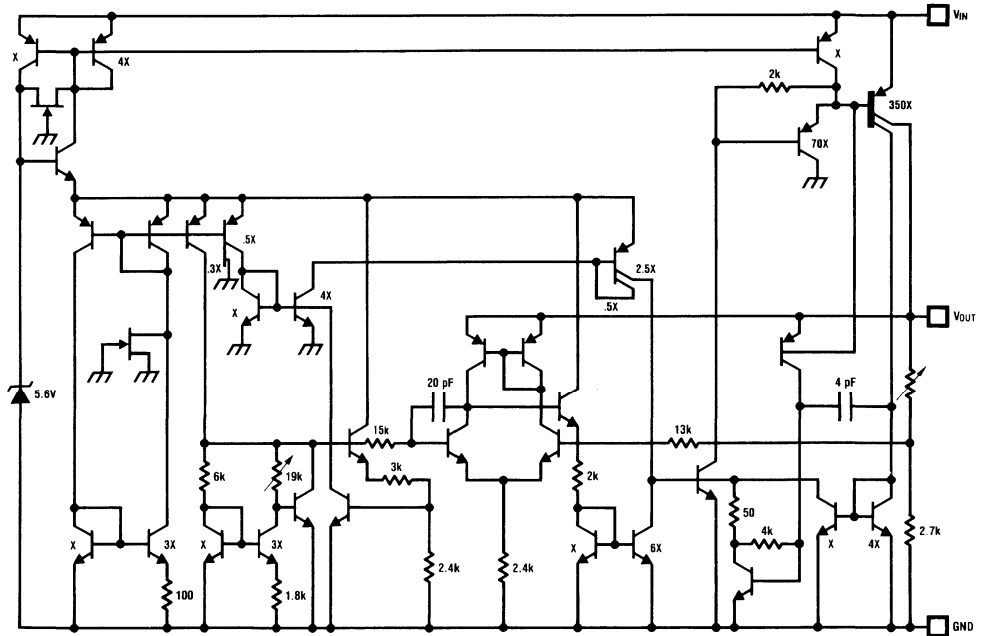 VIN
X
4X
X
2k
350X
70X
.5X
.3X
4X
2.5X
X
.5X
VOUT
5.6V
20 pF
4 pF
15k
13k
6k
19k
3k
2k
50
4k
X
3X
X
3X
2.4k
2.4k
X
6X
X
4X
2.7k
100
1.8k
GND